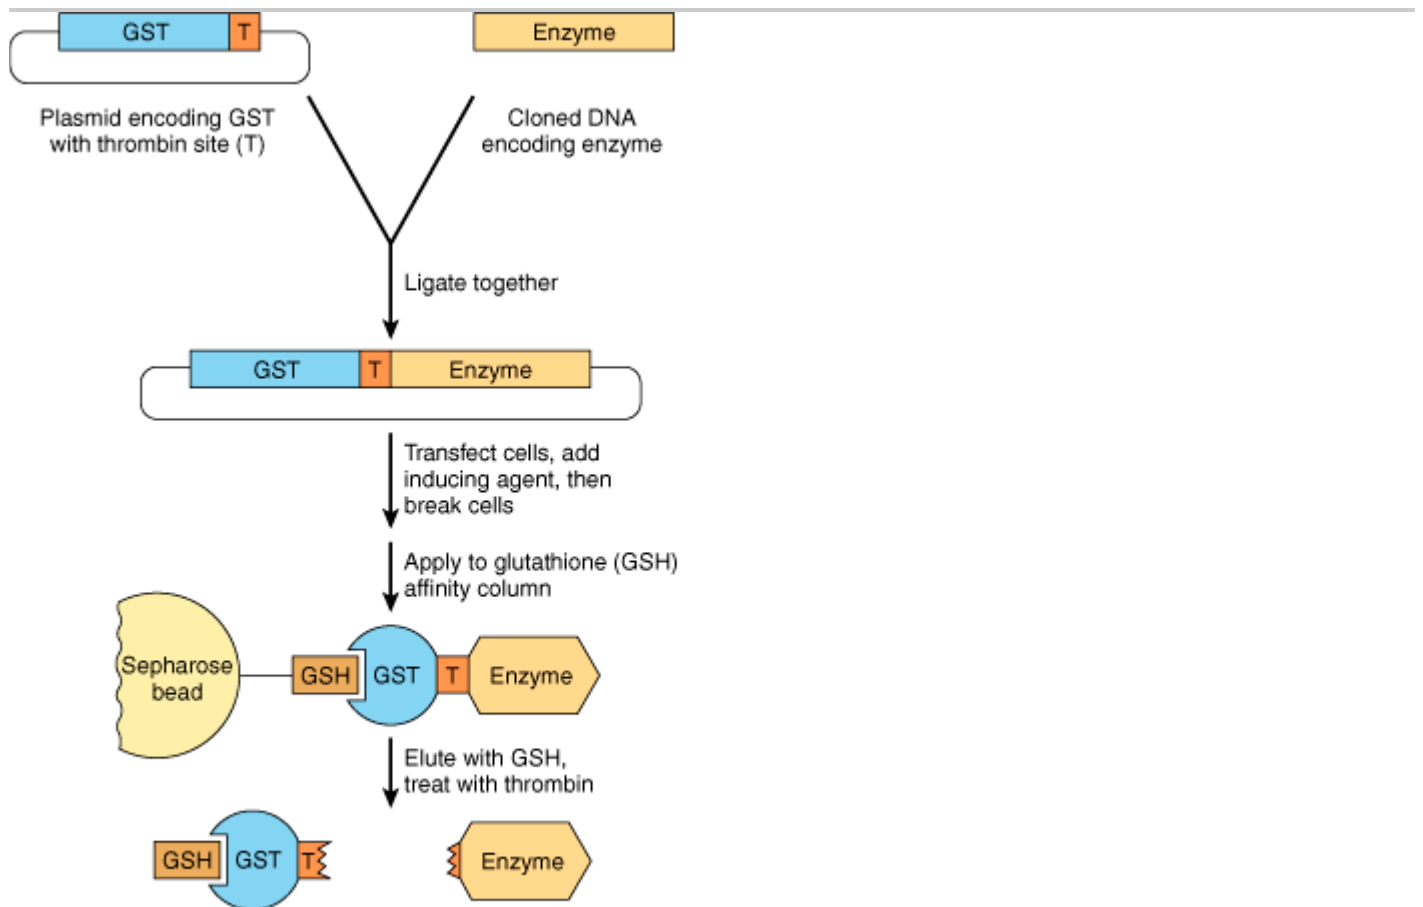 GST
T
Enzyme
Plasmid encoding GST
with thrombin site (T)
Cloned DNA
encoding enzyme
Ligate together
GST
T
Enzyme
Transfect cells, add
inducing agent, then
break cells
Apply to glutathione (GSH)
affinity column
Sepharose
bead
GSH
GST
T
Enzyme
Elute with GSH,
treat with thrombin
GSH
GST
T
Enzyme